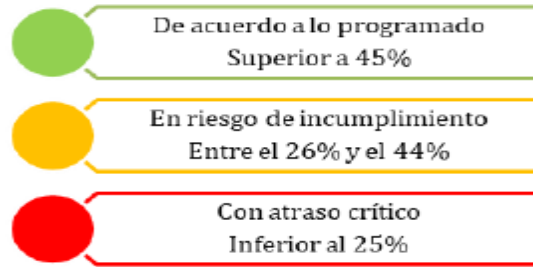 De acuerdo a lo programado
Superior a 45%
En riesgo de incumplimiento
Entre el 26% y el 44%
Con atraso crítico
Inferior al 25%